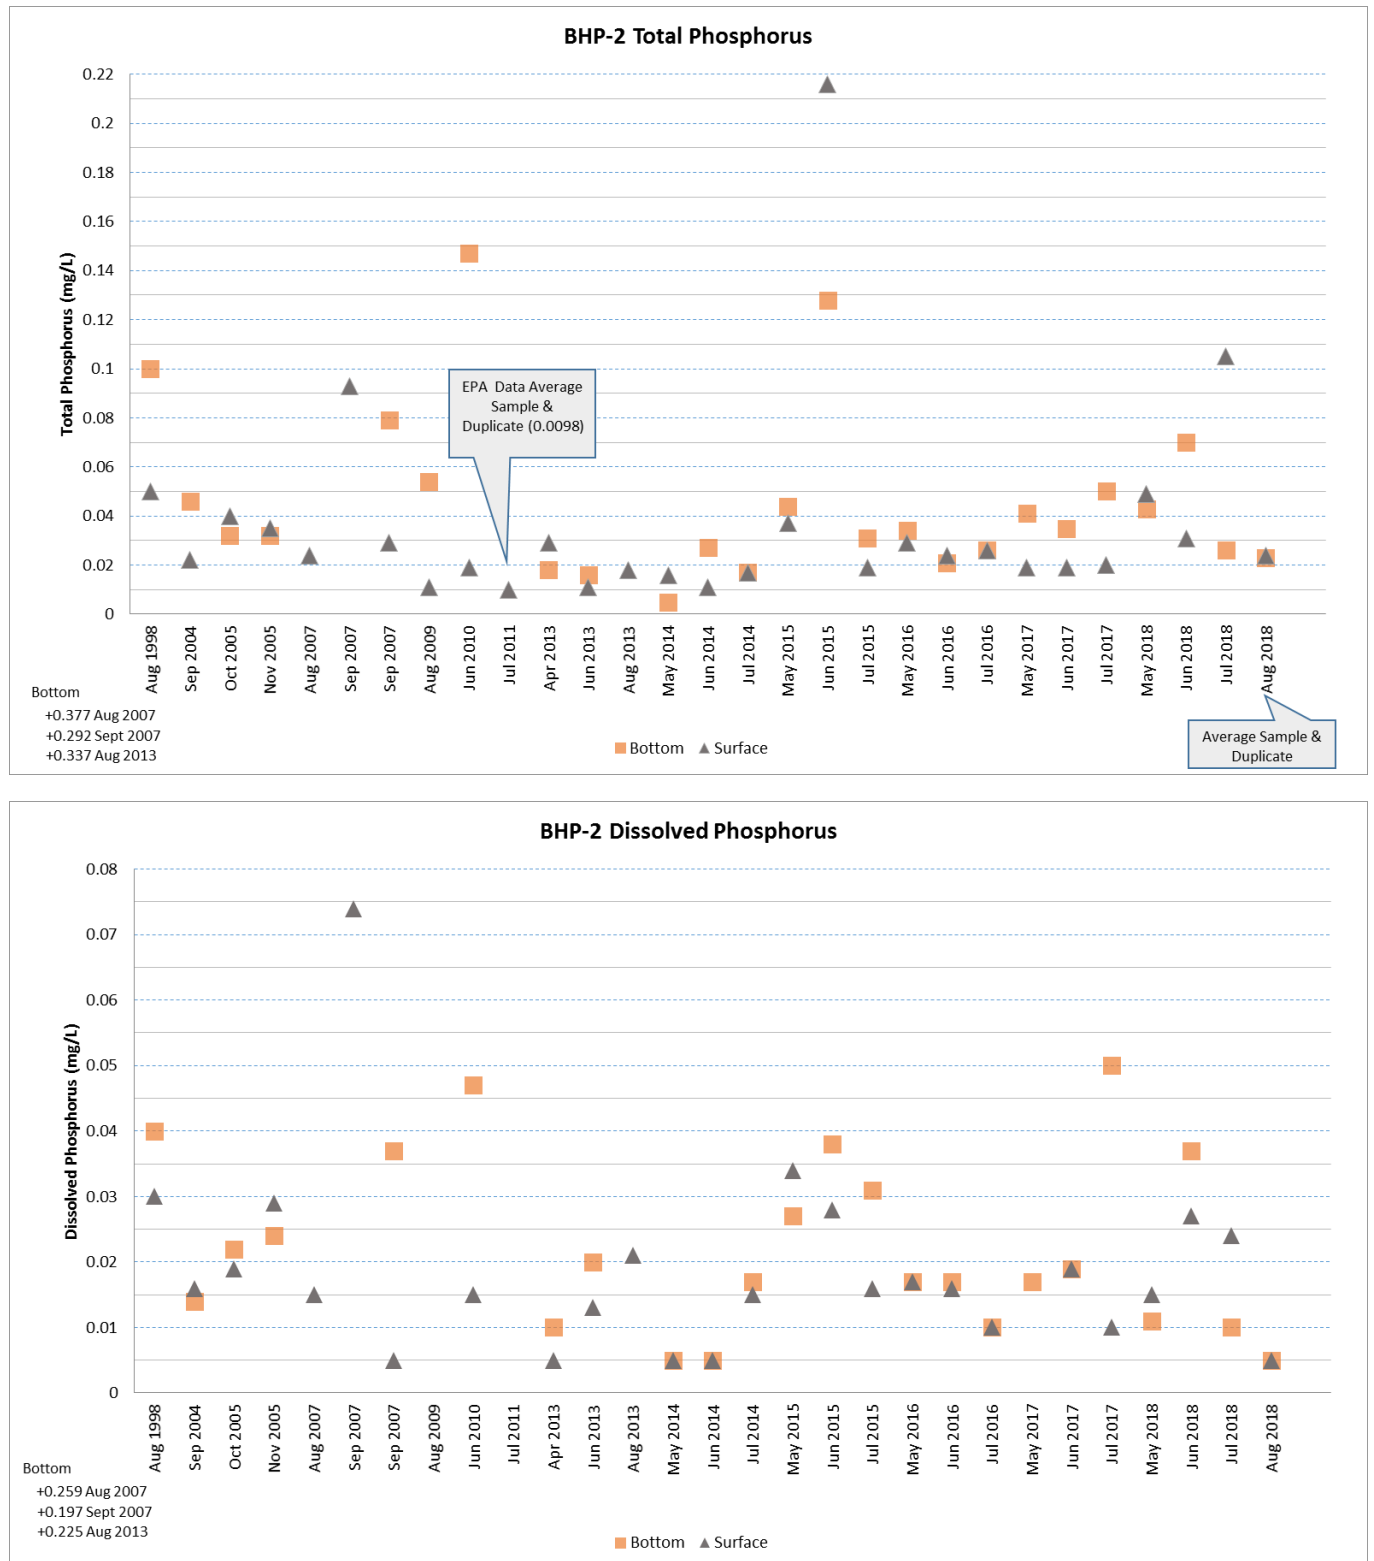 BHP-2 Total Phosphorus
Total Phosphorus (mg/L)
0.22
0.2
0.18
0.16
0.14
0.12
0.1
0.08
0.06
0.04
0.02
0
EPA Data Average
Sample &
Duplicate (0.0098)
Aug 1998
Sep 2004
Oct 2005
Nov 2005
Aug 2007
Sep 2007
Sep 2007
Aug 2009
Jun 2010
Jul 2011
Apr 2013
Jun 2013
Aug 2013
May 2014
Jun 2014
Jul 2014
May 2015
Jun 2015
Jul 2015
May 2016
Jun 2016
Jul 2016
May 2017
Jun 2017
Jul 2017
May 2018
Jun 2018
Jul 2018
Aug 2018
Bottom
+0.377 Aug 2007
+0.292 Sept 2007
+0.337 Aug 2013
Bottom Surface
Average Sample &
Duplicate
BHP-2 Dissolved Phosphorus
Dissolved Phosphorus (mg/L)
0.08
0.07
0.06
0.05
0.04
0.03
0.02
0.01
0
Aug 1998
Sep 2004
Oct 2005
Nov 2005
Aug 2007
Sep 2007
Sep 2007
Aug 2009
Jun 2010
Jul 2011
Apr 2013
Jun 2013
Aug 2013
May 2014
Jun 2014
Jul 2014
May 2015
Jun 2015
Jul 2015
May 2016
Jun 2016
Jul 2016
May 2017
Jun 2017
Jul 2017
May 2018
Jun 2018
Jul 2018
Aug 2018
Bottom
+0.259 Aug 2007
+0.197 Sept 2007
+0.225 Aug 2013
Bottom Surface